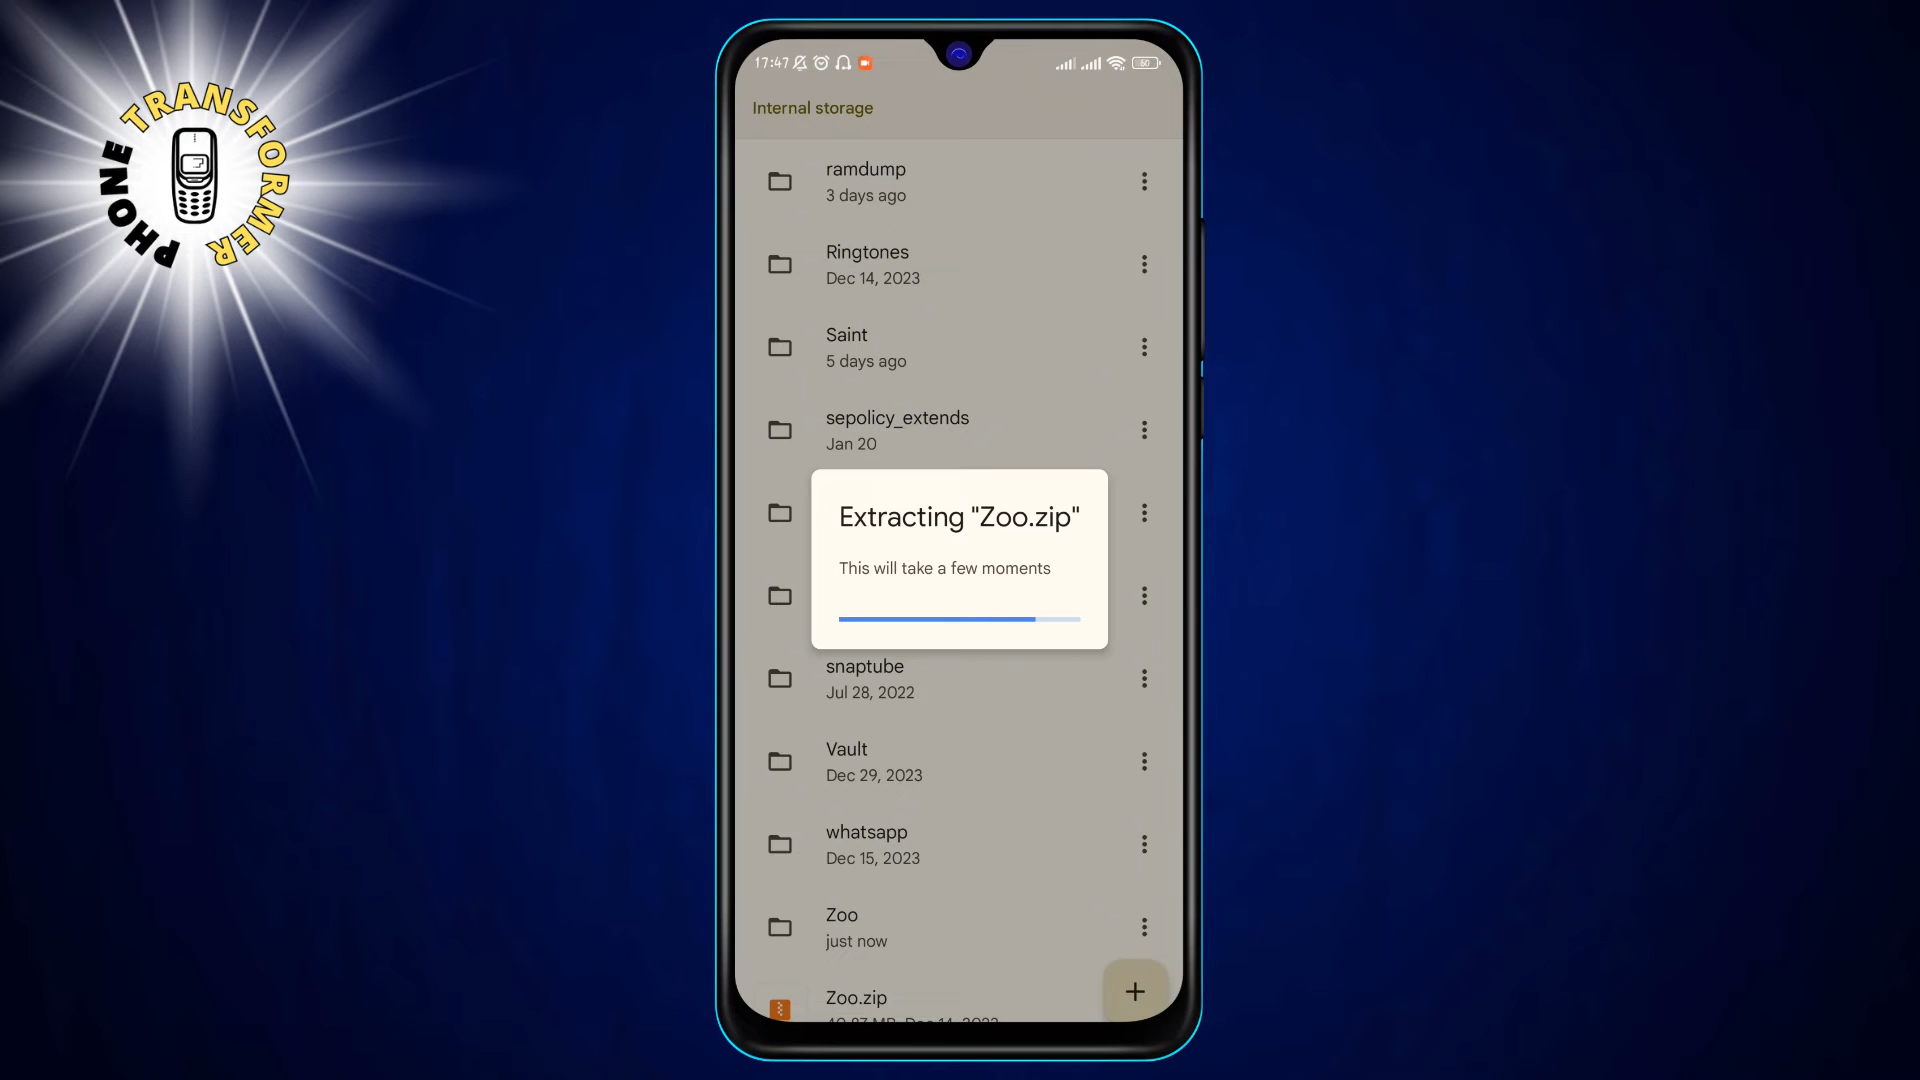 PHONE TRANSFORMER
17:47
60
Internal storage
ramdump
3 days ago
Ringtones
Dec 14, 2023
Saint
5 days ago
sepolicy_extends
Jan 20
Extracting "Zoo.zip"
This will take a few moments
snaptube
Jul 28, 2022
Vault
Dec 29, 2023
whatsapp
Dec 15, 2023
Zoo
just now
Zoo.zip